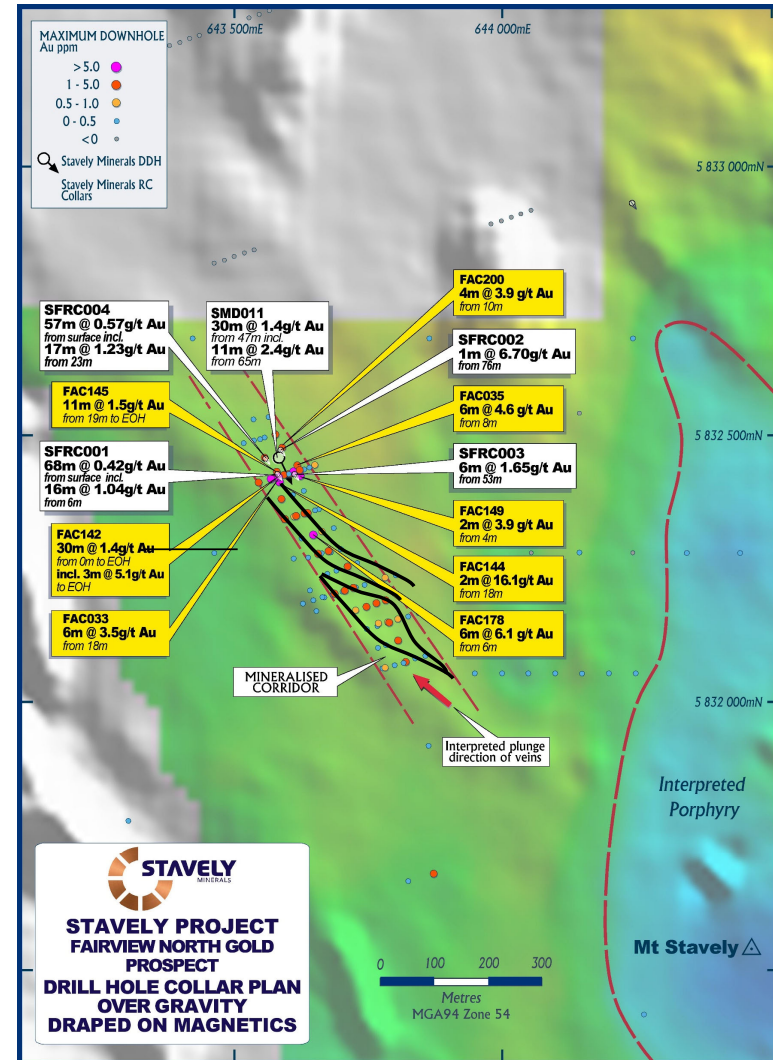 643 500mE
644 000mE
MAXIMUM DOWNHOLE
Au ppm
>5.0
1 - 5.0
0.5 - 1.0
0 - 0.5
<0
Stavely Minerals DDH
Stavely Minerals RC
Collars
5 833 000mN
SFRC004
57m @ 0.57g/t Au
from surface incl.
17m @ 1.23g/t Au
from 23m
SMD011
30m @ 1.4g/t Au
from 47m incl.
11m @ 2.4g/t Au
from 65m
FAC200
4m @ 3.9 g/t Au
from 10m
SFRC002
1m @ 6.70g/t Au
from 76m
FAC145
11m @ 1.5g/t Au
from 19m to EOH
FAC035
6m @ 4.6 g/t Au
from 8m
5 832 500mN
SFRC001
68m @ 0.42g/t Au
from surface incl.
16m @ 1.04g/t Au
from 6m
SFRC003
6m @ 1.65g/t Au
from 53m
FAC149
2m @ 3.9 g/t Au
from 4m
FAC142
30m @ 1.4g/t Au
from 0m to EOH
incl. 3m @ 5.1g/t Au
to EOH
FAC144
2m @ 16.1g/t Au
from 18m
FAC033
6m @ 3.5g/t Au
from 18m
FAC178
6m @ 6.1 g/t Au
from 6m
MINERALISED
CORRIDOR
5 832 000mN
Interpreted plunge
direction of veins
Interpreted
Porphyry
STAVELY
MINERALS
STAVELY PROJECT
FAIRVIEW NORTH GOLD
PROSPECT
DRILL HOLE COLLAR PLAN
OVER GRAVITY
DRAPED ON MAGNETICS
Mt Stavely
0 100 200 300
Metres
MGA94 Zone 54